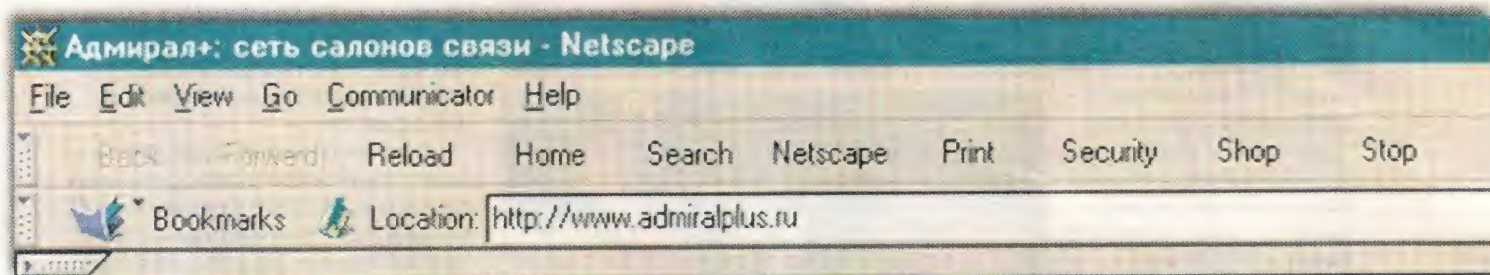 Адмирал+: сеть салонов связи - Netscape
File Edit View Go Communicator Help
Back Forward Reload Home Search Netscape Print Security Shop Stop
Bookmarks Location: http://www.admiralplus.ru